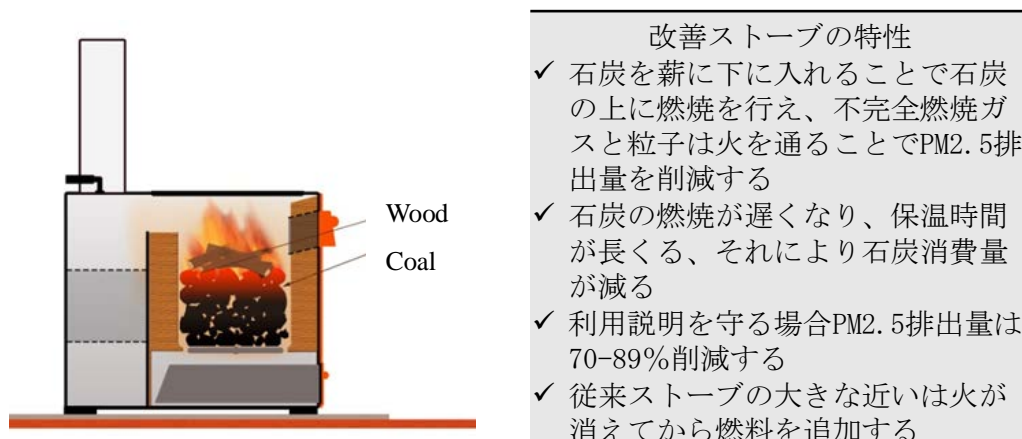 Wood
Coal
改善ストーブの特性
✓ 石炭を薪に下に入れることで石炭
の上に燃焼を行え、不完全燃焼ガ
スと粒子は火を通ることでPM2.5排
出量を削減する
✓ 石炭の燃焼が遅くなり、保温時間
が長くる、それにより石炭消費量
が減る
✓ 利用説明を守る場合PM2.5排出量は
70-89%削減する
✓ 従来ストーブの大きな近いは火が
消えてから燃料を追加する